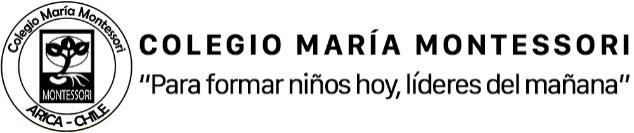 Colegio María Montessori
MONTESSORI
ARICA - CHILE
COLEGIO MARÍA MONTESSORI
"Para formar niños hoy, líderes del mañana"